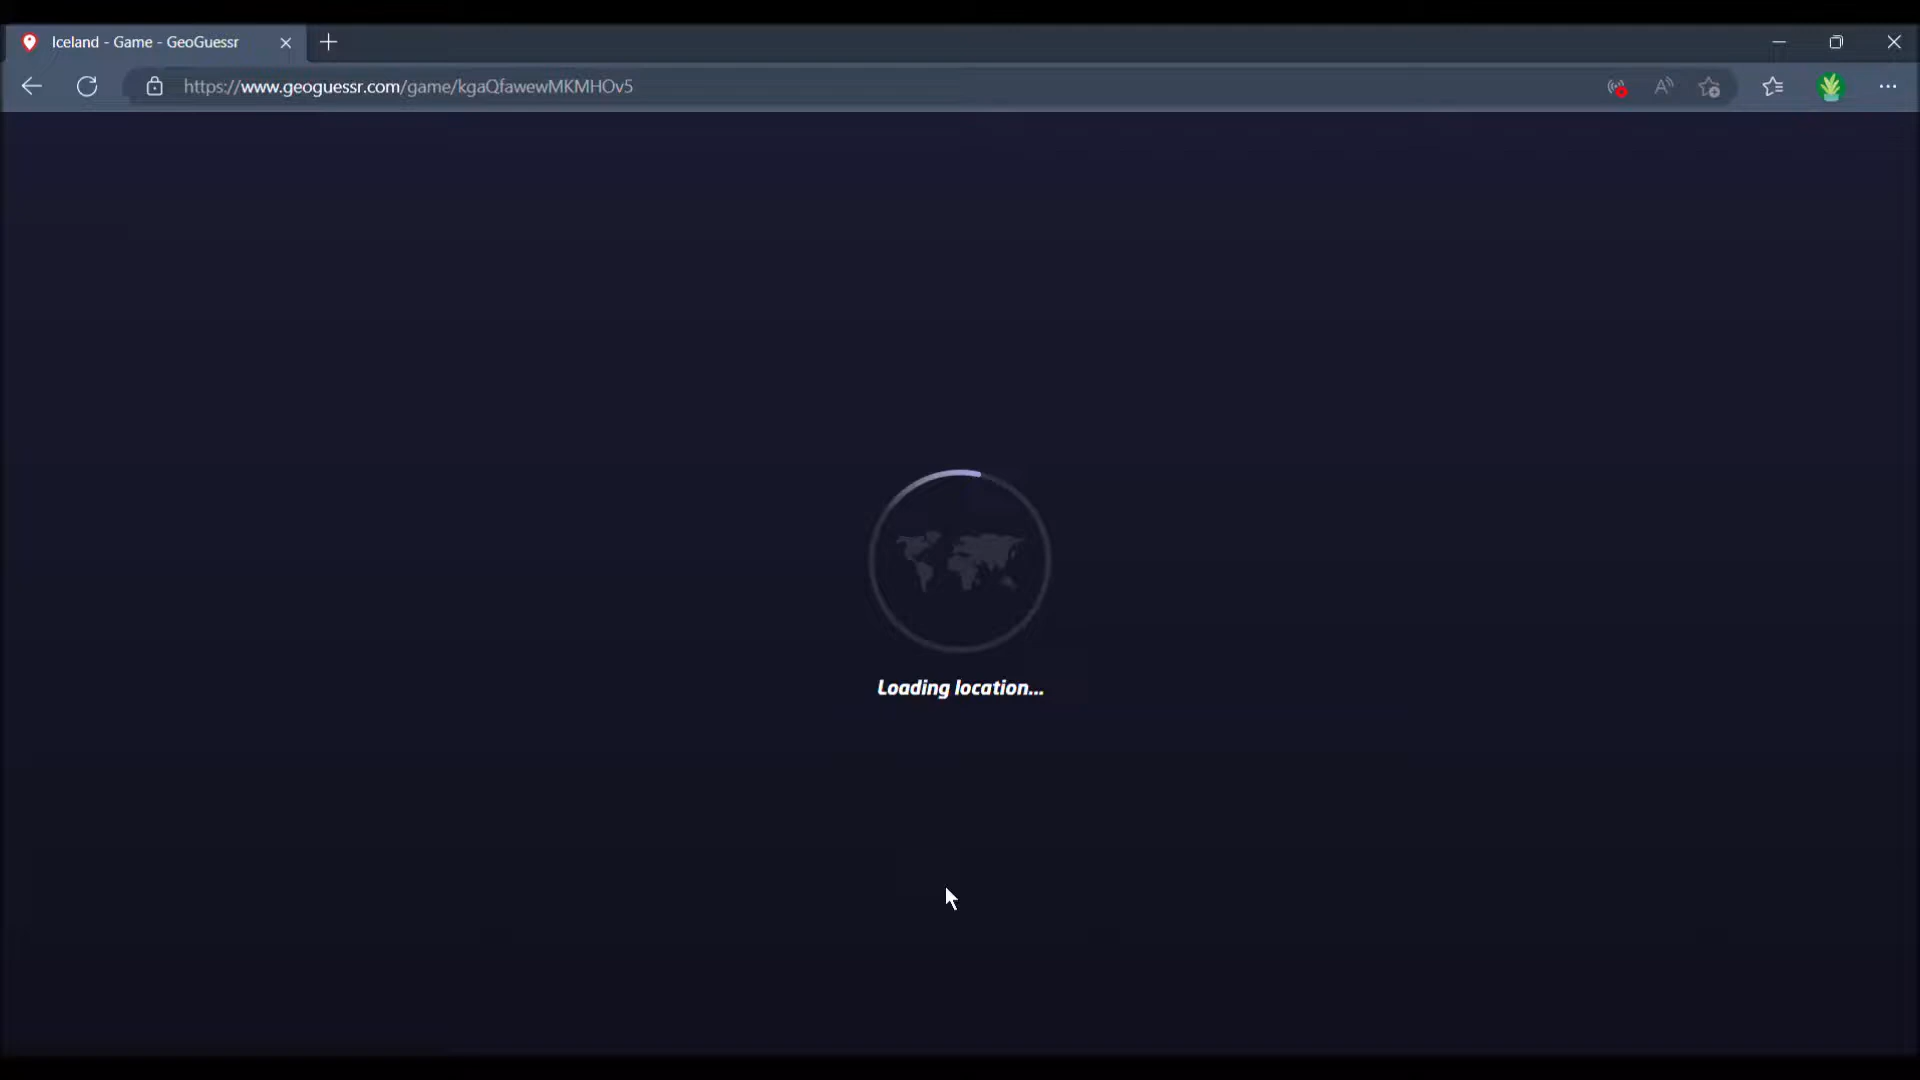 Iceland - Game - GeoGuessr
https://www.geoguessr.com/game/kgaQfawewMKMHOv5
Loading location...